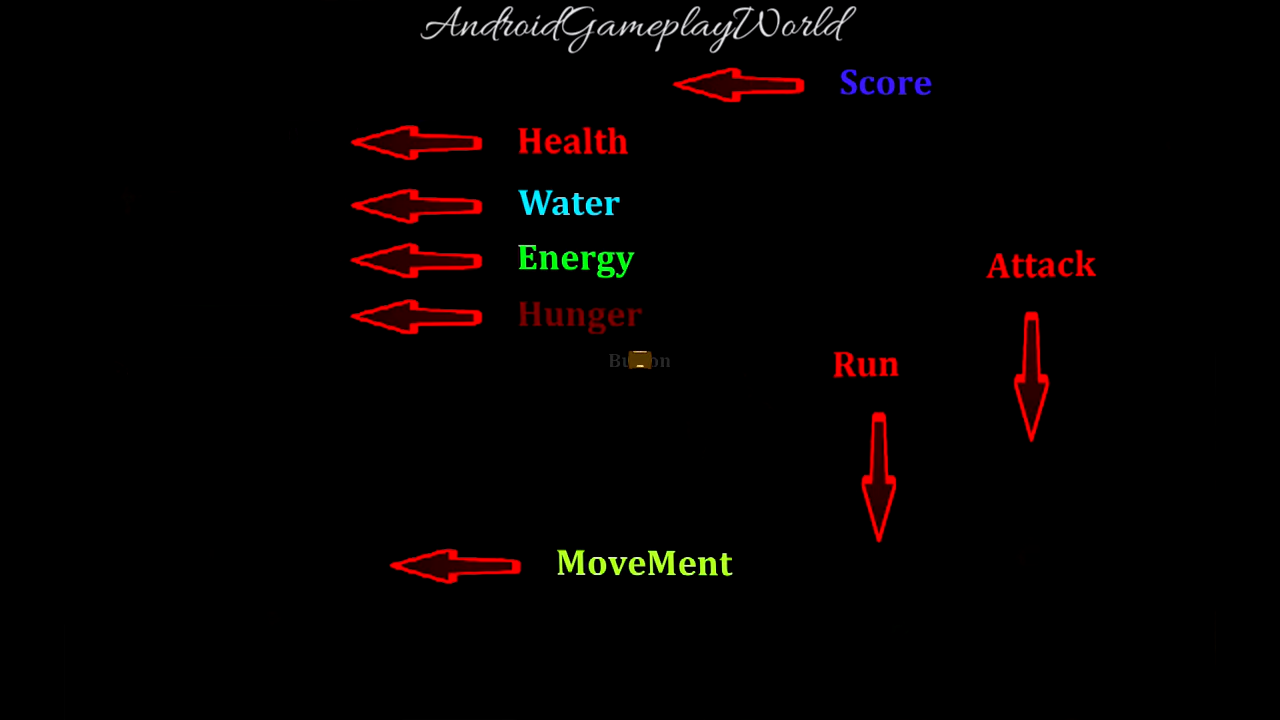 AndroidGameplayWorld
Score
Health
Water
Energy
Attack
Hunger
Run
MoveMent